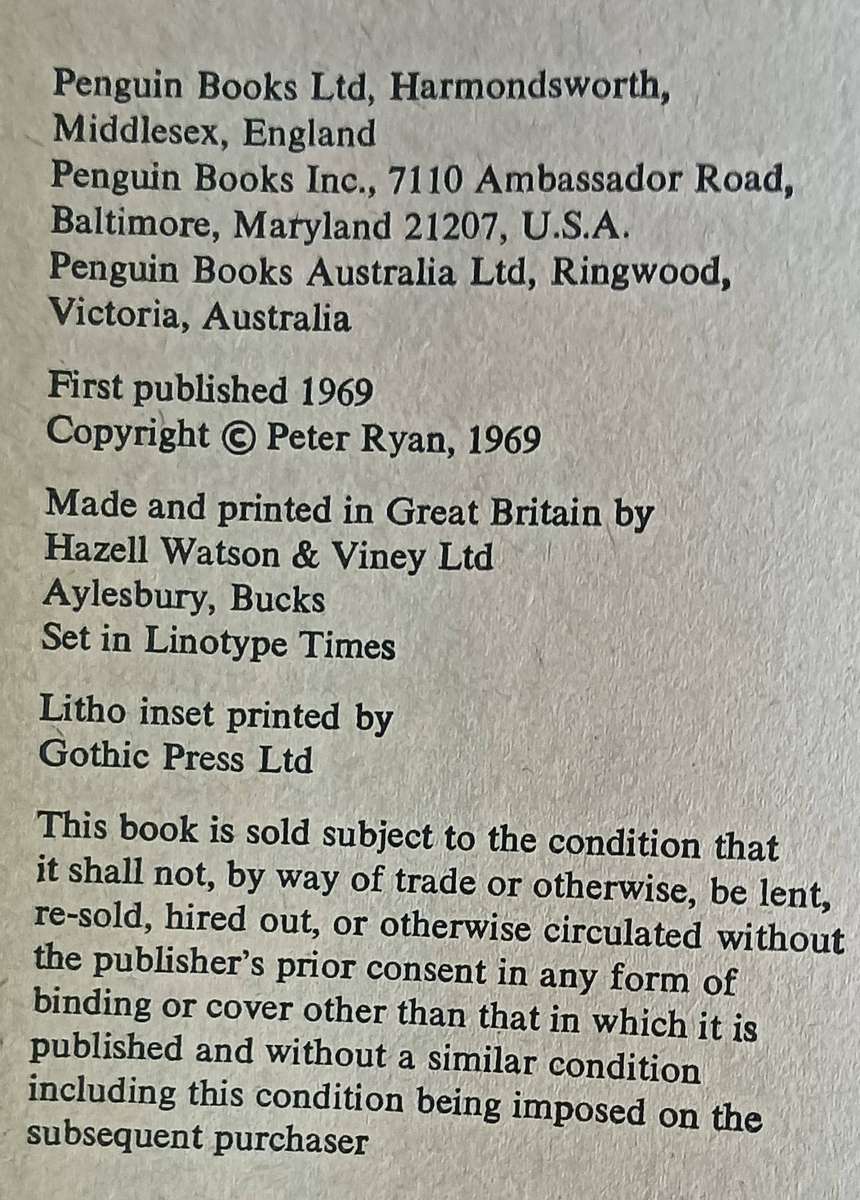 Penguin Books Ltd, Harmondsworth,
Middlesex, England
Penguin Books Inc., 7110 Ambassador Road,
Baltimore, Maryland 21207, U.S.A.
Penguin Books Australia Ltd, Ringwood,
Victoria, Australia
First published 1969
Copyright © Peter Ryan, 1969
Made and printed in Great Britain by
Hazell Watson & Viney Ltd
Aylesbury, Bucks
Set in Linotype Times
Litho inset printed by
Gothic Press Ltd
This book is sold subject to the condition that
it shall not, by way of trade or otherwise, be lent,
re-sold, hired out, or otherwise circulated without
the publisher's prior consent in any form of
binding or cover other than that in which it is
published and without a similar condition
including this condition being imposed on the
subsequent purchaser